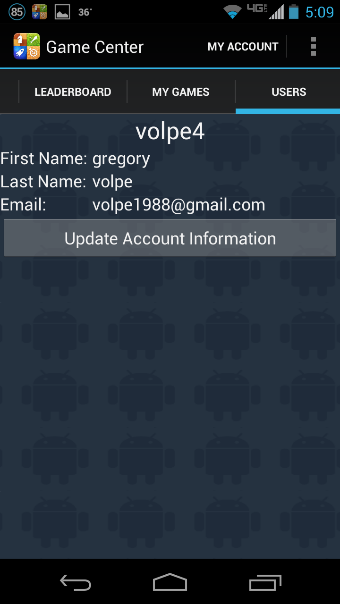 85 36° 4G 5:09
Game Center MY ACCOUNT
LEADERBOARD MY GAMES USERS
volpe4
First Name: gregory
Last Name: volpe
Email: volpe1988@gmail.com
Update Account Information